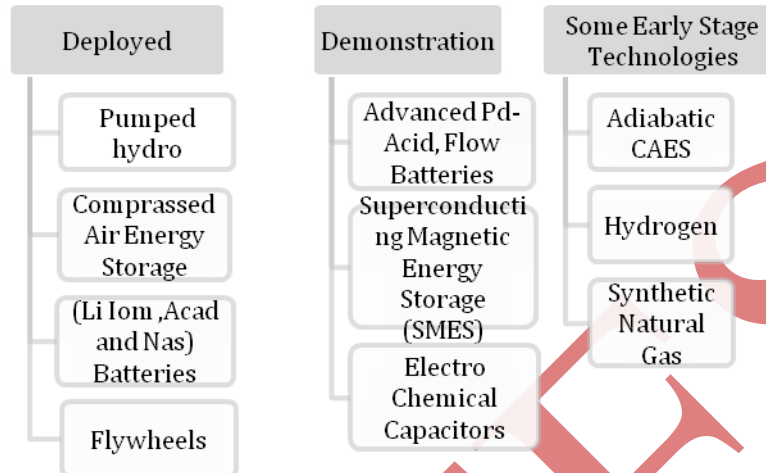 Deployed
Pumped
hydro
Comprassed
Air Energy
Storage
(Li Iom ,Acad
and Nas)
Batteries
Flywheels
Demonstration
Advanced Pd-
Acid, Flow
Batteries
Superconducti
ng Magnetic
Energy
Storage
(SMES)
Electro
Chemical
Capacitors
Some Early Stage
Technologies
Adiabatic
CAES
Hydrogen
Synthetic
Natural
Gas